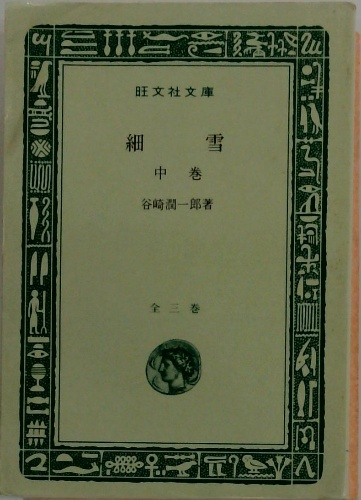 旺文社文庫
細雪
中巻
谷崎潤一郎著
全三巻